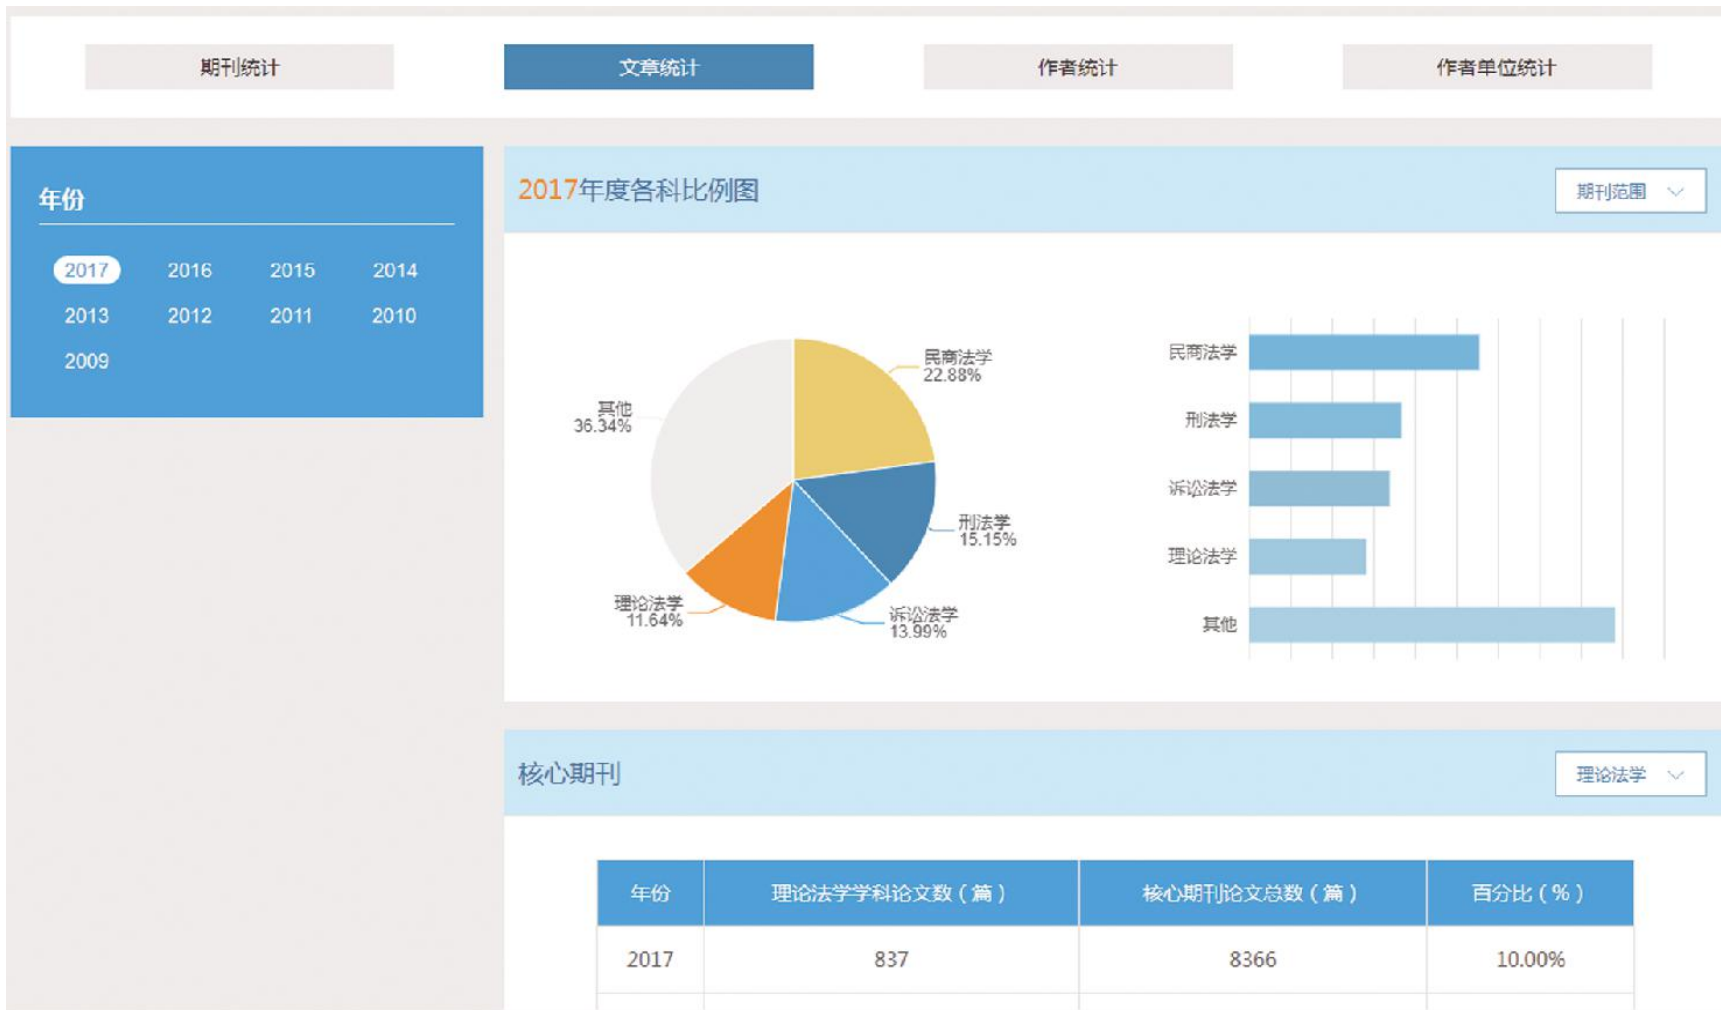 期刊统计
文章统计
作者统计
作者单位统计
年份
2017 2016 2015 2014
2013 2012 2011 2010
2009
2017年度各科比例图
期刊范围
民商法学
22.88%
刑法学
15.15%
诉讼法学
13.99%
理论法学
11.64%
其他
36.34%
民商法学
刑法学
诉讼法学
理论法学
其他
核心期刊
理论法学
年份 理论法学学科论文数（篇） 核心期刊论文总数（篇） 百分比（%）
2017 837 8366 10.00%